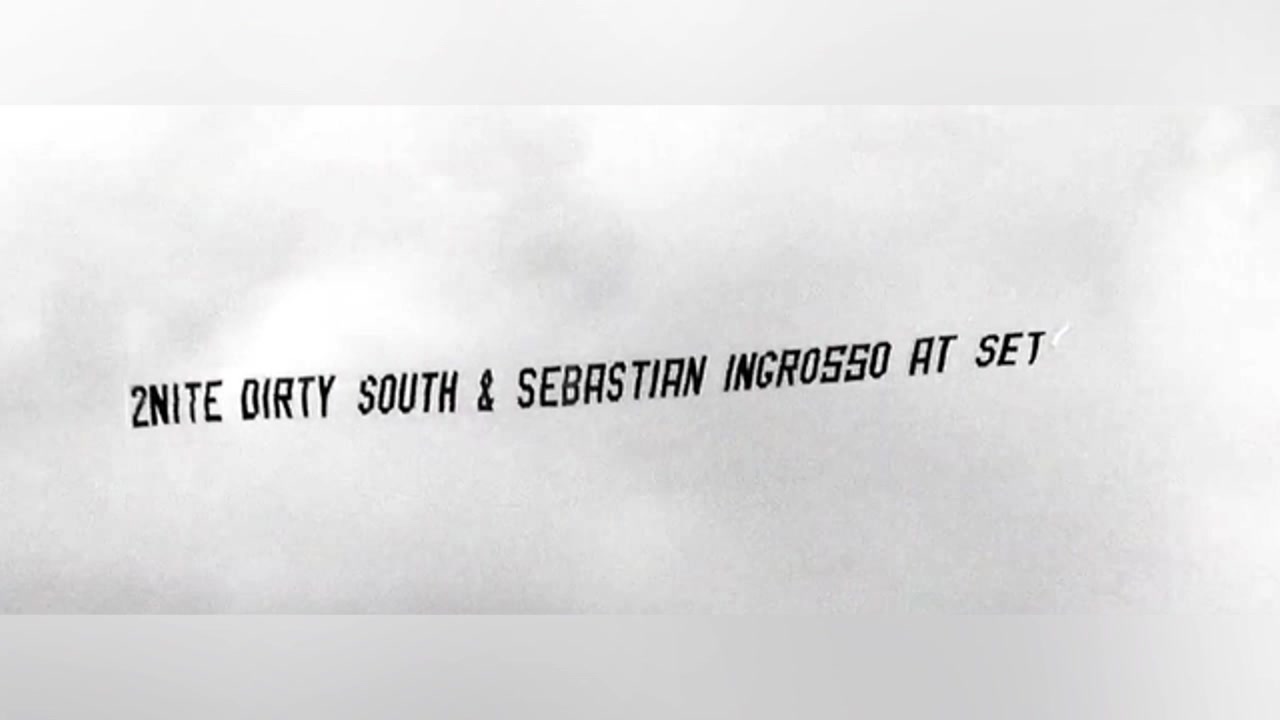 2NITE DIRTY SOUTH & SEBASTIAN INGROSSO AT SET